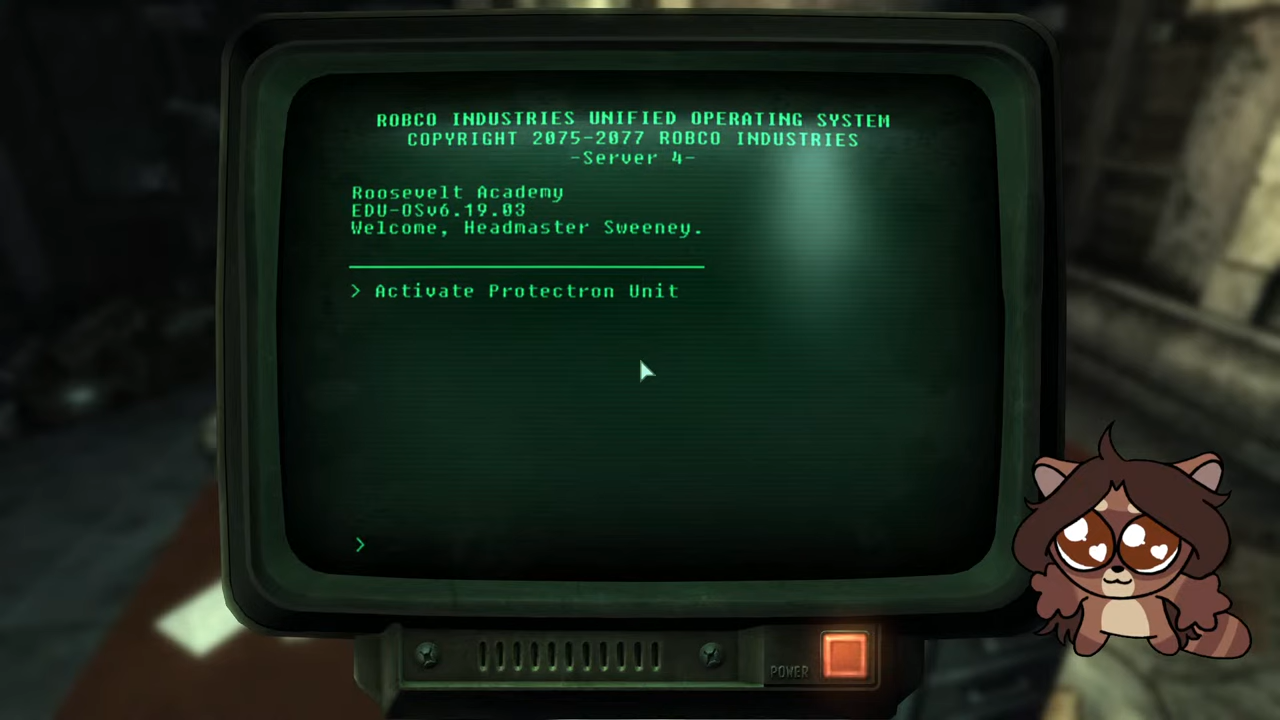 ROBCO INDUSTRIES UNIFIED OPERATING SYSTEM
COPYRIGHT 2075-2077 ROBCO INDUSTRIES
-Server 4-
Roosevelt Academy
EDU-OSv6.19.03
Welcome, Headmaster Sweeney.
> Activate Protectron Unit
>
POWER